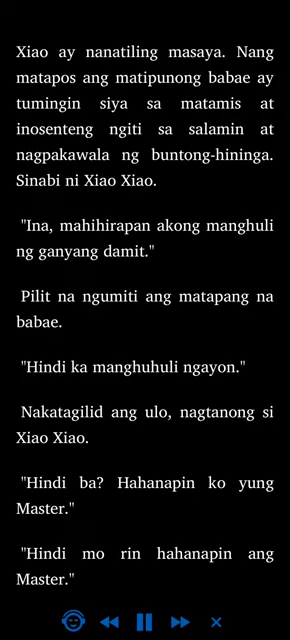 Xiao ay nanatiling masaya. Nang
matapos ang matipunong babae ay
tumingin siya sa matamis at
inosenteng ngiti sa salamin at
nagpakawala ng buntong-hininga.
Sinabi ni Xiao Xiao.
"Ina, mahihirapan akong manghuli
ng ganyang damit."
Pilit na ngumiti ang matapang na
babae.
"Hindi ka manghuhuli ngayon."
Nakatagilid ang ulo, nagtanong si
Xiao Xiao.
"Hindi ba? Hahanapin ko yung
Master."
"Hindi mo rin hahanapin ang
Master."